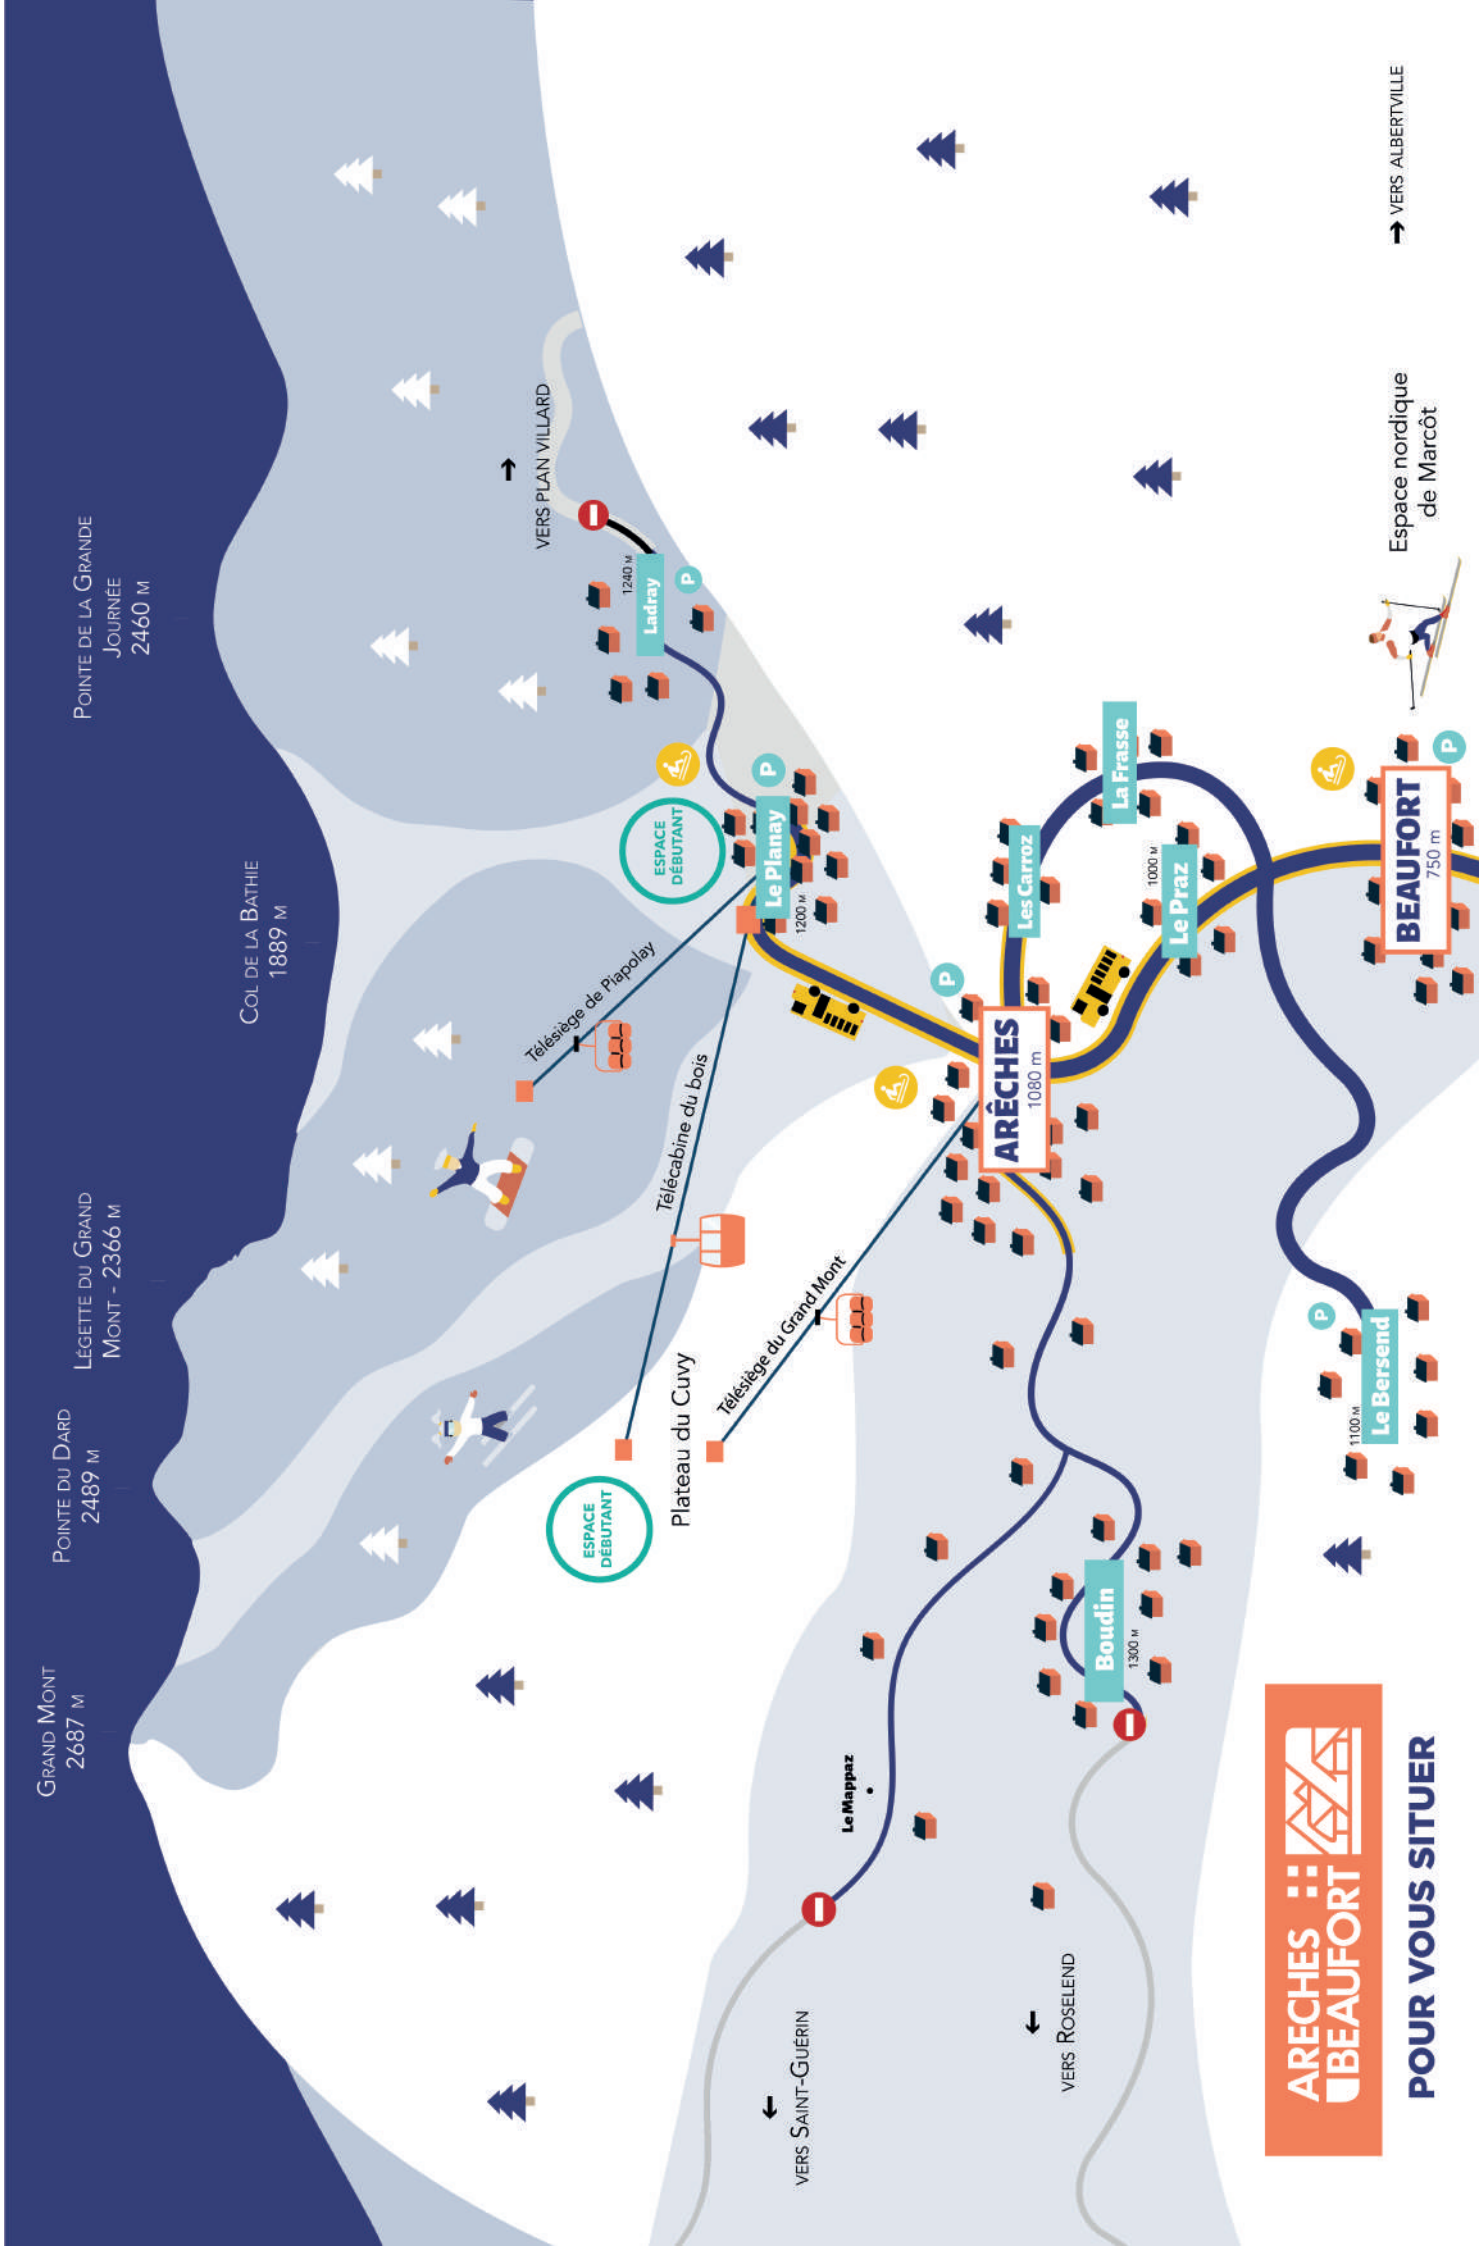 GRAND MONT
2687 M
POINTE DU DARD
2489 M
LÉGETTE DU GRAND
MONT - 2366 M
COL DE LA BATHIE
1889 M
POINTE DE LA GRANDE
JOURNÉE
2460 M
VERS PLAN VILLARD
1240 M
Ladray
P
ESPACE
DÉBUTANT
P
Le Planay
1200 M
Télésiège de Piapolay
Télécabine du bois
ESPACE
DÉBUTANT
Plateau du Cuvy
Télésiège du Grand Mont
P
ARÊCHES
1080 m
Les Carroz
La Frasse
1000 M
Le Praz
Le Mappaz
VERS SAINT-GUÉRIN
VERS ROSELEND
Boudin
1300 M
P
1100 M
Le Bersend
BEAUFORT
750 m
P
Espace nordique
de Marcôt
VERS ALBERTVILLE
ARECHES
BEAUFORT
POUR VOUS SITUER